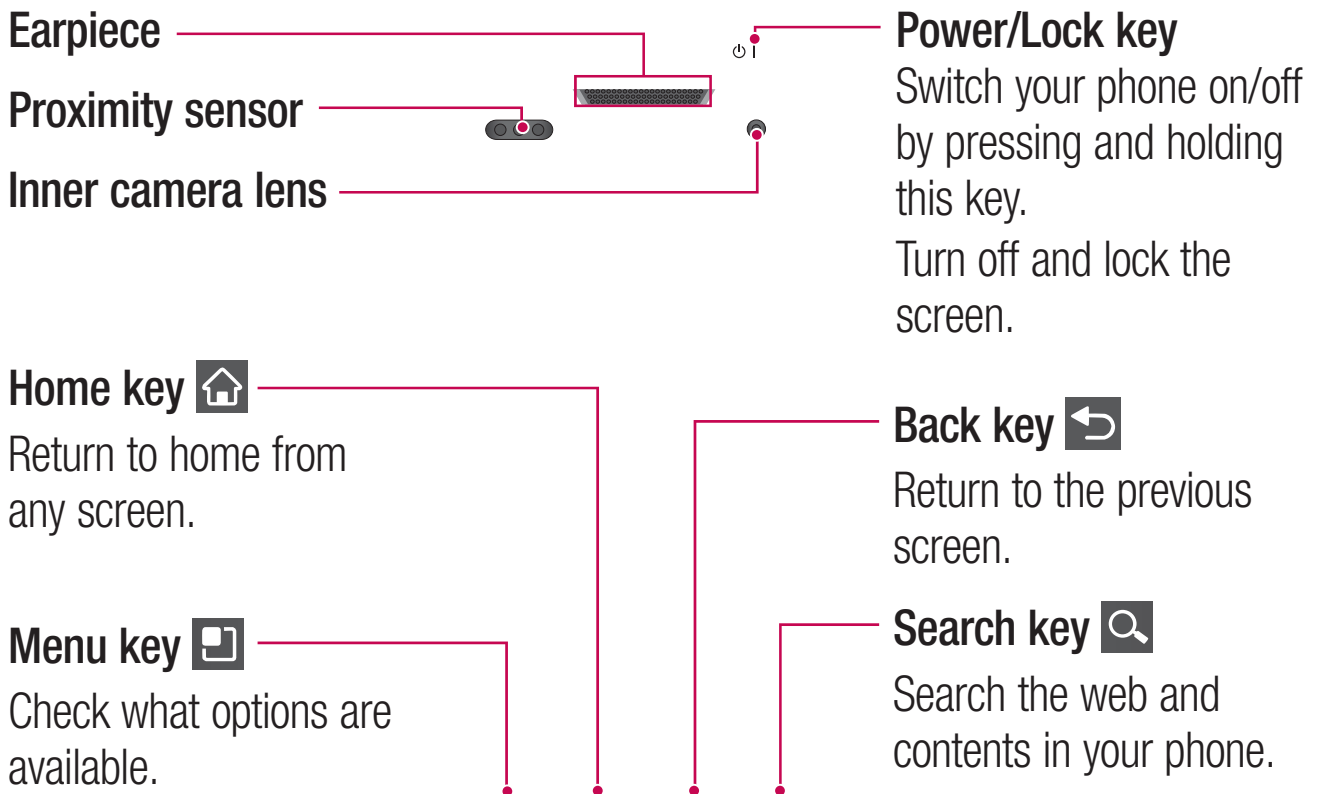 Earpiece
Proximity sensor
Inner camera lens
Power/Lock key
Switch your phone on/off
by pressing and holding
this key.
Turn off and lock the
screen.
Home key
Return to home from
any screen.
Menu key
Check what options are
available.
Back key
Return to the previous
screen.
Search key
Search the web and
contents in your phone.